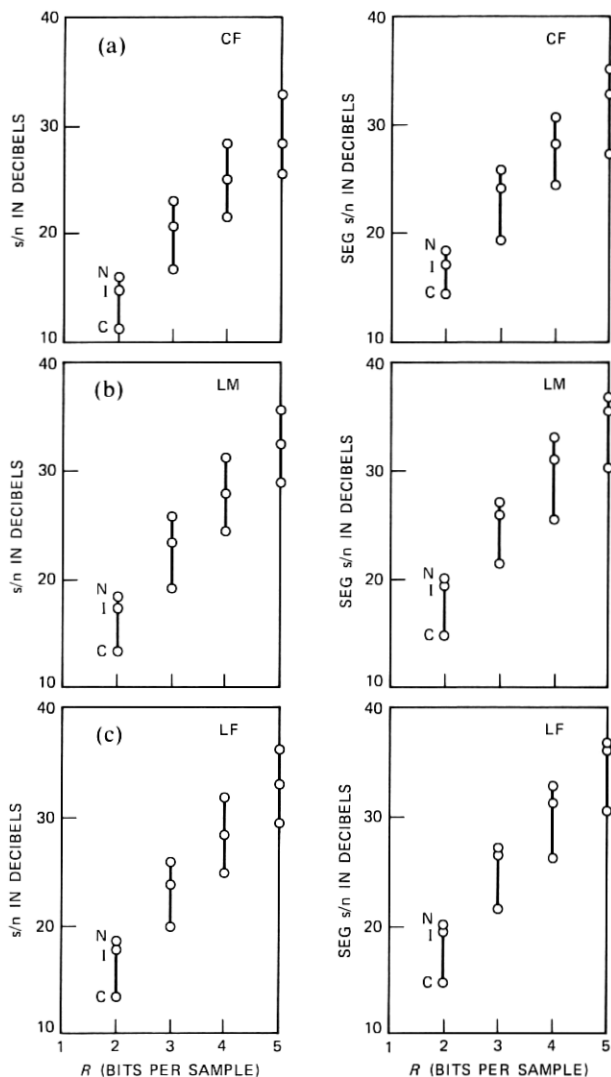 (a)
CF
40
30
20
10
s/n IN DECIBELS
N
I
C
CF
40
30
20
10
SEG s/n IN DECIBELS
N
I
C
(b)
LM
40
30
20
10
s/n IN DECIBELS
N
I
C
LM
40
30
20
10
SEG s/n IN DECIBELS
N
I
C
(c)
LF
40
30
20
10
s/n IN DECIBELS
N
I
C
1 2 3 4 5
R (BITS PER SAMPLE)
LF
40
30
20
10
SEG s/n IN DECIBELS
N
I
C
1 2 3 4 5
R (BITS PER SAMPLE)